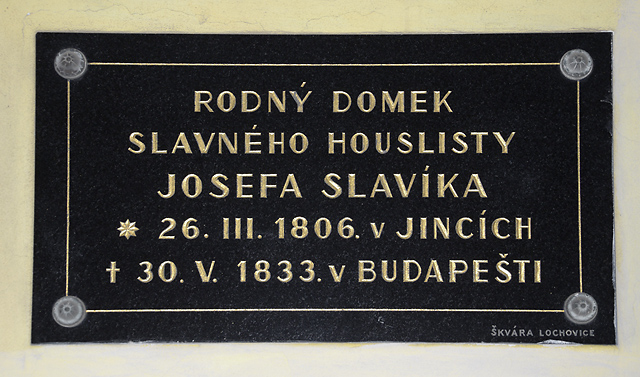 RODNÝ DOMEK
SLAVNÉHO HOUSLISTY
JOSEFA SLAVÍKA
✷ 26. III. 1806. v JINCÍCH
† 30. V. 1833. v BUDAPEŠTI
ŠKVÁRA LOCHOVICE